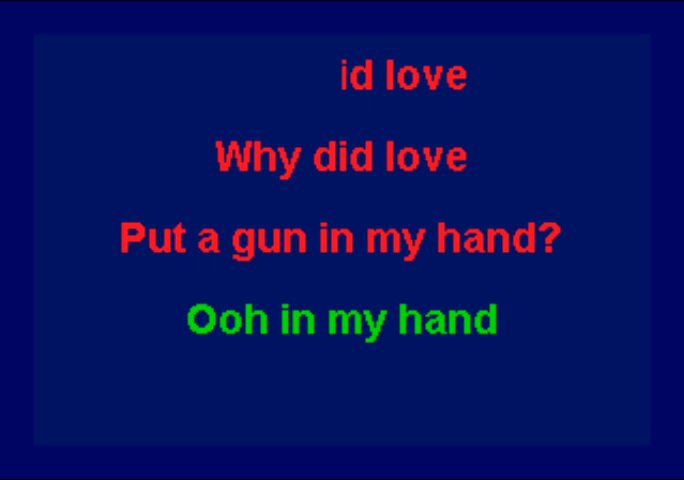 id love
Why did love
Put a gun in my hand?
Ooh in my hand